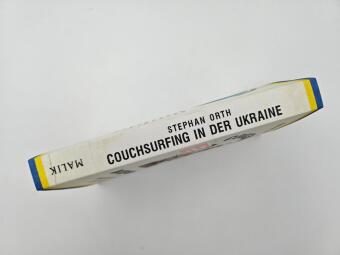 STEPHAN ORTH
COUCHSURFING IN DER UKRAINE
MALIK